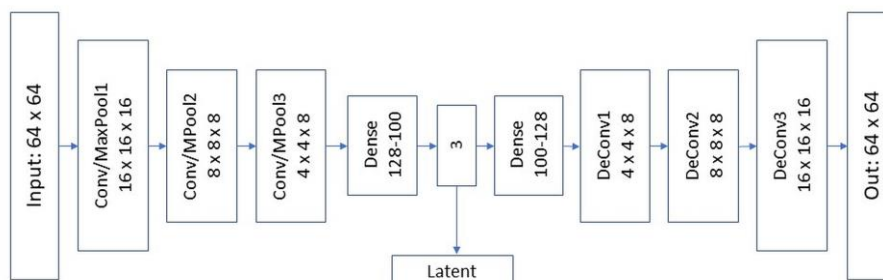 Input: 64 x 64
Conv/MaxPool1
16 x 16 x 16
Conv/MPool2
8 x 8 x 8
Conv/MPool3
4 x 4 x 8
Dense
128-100
3
Dense
100-128
DeConv1
4 x 4 x 8
DeConv2
8 x 8 x 8
DeConv3
16 x 16 x 16
Out: 64 x 64
Latent